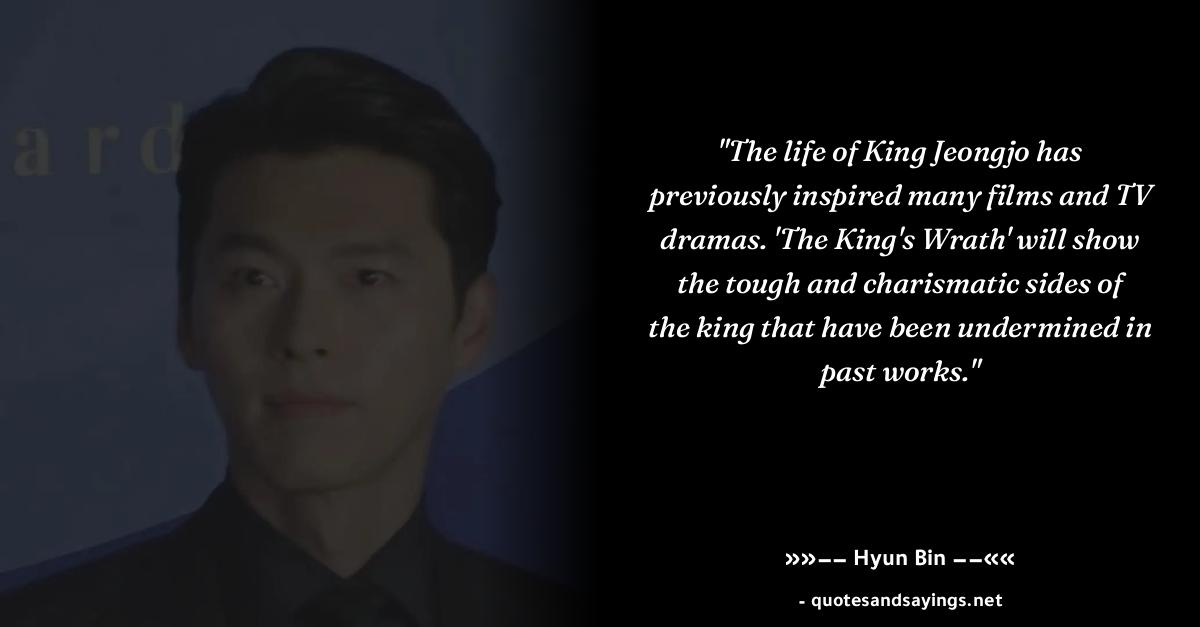 ard
"The life of King Jeongjo has
previously inspired many films and TV
dramas. 'The King's Wrath' will show
the tough and charismatic sides of
the king that have been undermined in
past works."
»»−− Hyun Bin −−««
- quotesandsayings.net